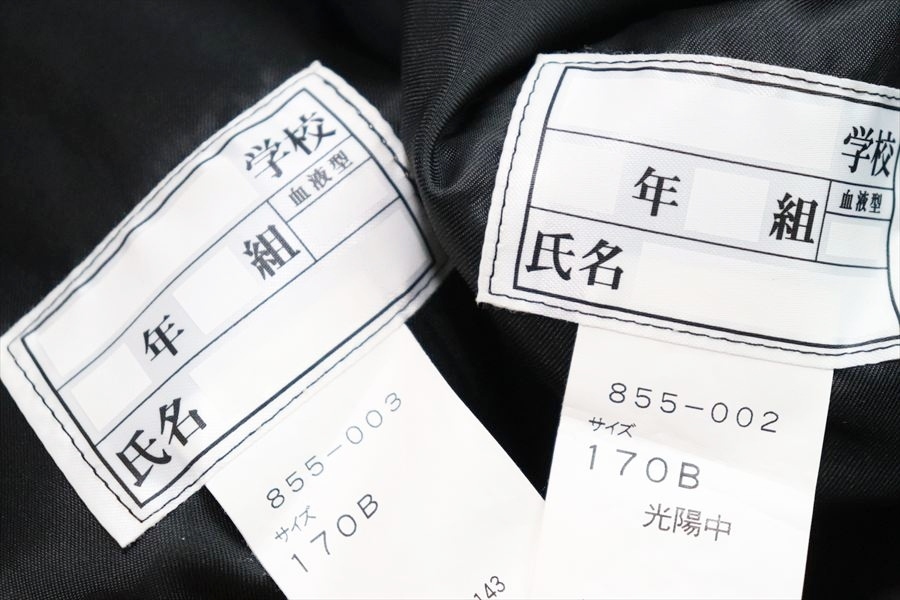 学校
血液型
年 組
氏名
855-003
サイズ
170B
143
学校
年 組
血液型
氏名
855-002
サイズ
170B
光陽中